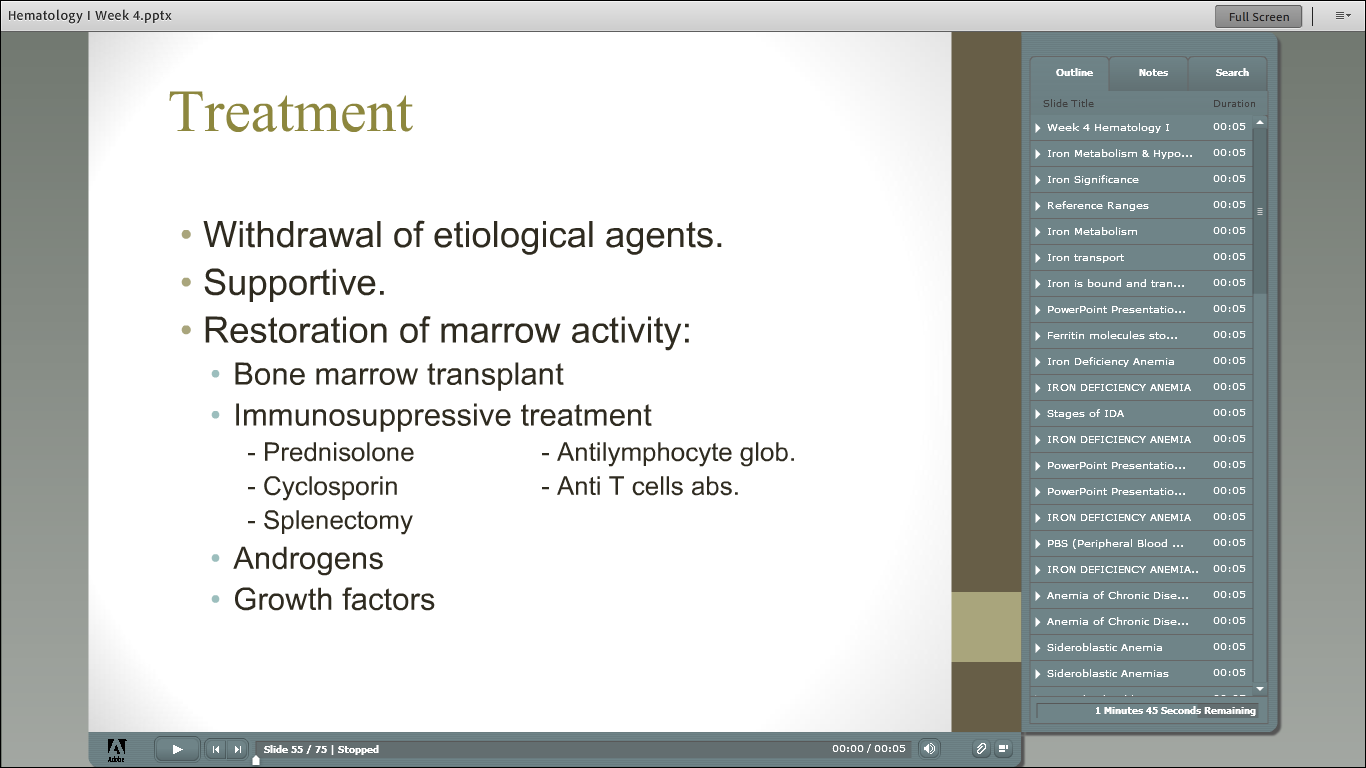 Hematology I Week 4.pptx
Full Screen
Treatment
• Withdrawal of etiological agents.
• Supportive.
• Restoration of marrow activity:
• Bone marrow transplant
• Immunosuppressive treatment
- Prednisolone - Antilymphocyte glob.
- Cyclosporin - Anti T cells abs.
- Splenectomy
• Androgens
• Growth factors
Outline Notes Search
Slide Title Duration
Week 4 Hematology I 00:05
Iron Metabolism & Hypo... 00:05
Iron Significance 00:05
Reference Ranges 00:05
Iron Metabolism 00:05
Iron transport 00:05
Iron is bound and tran... 00:05
PowerPoint Presentatio... 00:05
Ferritin molecules sto... 00:05
Iron Deficiency Anemia 00:05
IRON DEFICIENCY ANEMIA 00:05
Stages of IDA 00:05
IRON DEFICIENCY ANEMIA 00:05
PowerPoint Presentatio... 00:05
PowerPoint Presentatio... 00:05
IRON DEFICIENCY ANEMIA 00:05
PBS (Peripheral Blood ... 00:05
IRON DEFICIENCY ANEMIA.. 00:05
Anemia of Chronic Dise... 00:05
Anemia of Chronic Dise... 00:05
Sideroblastic Anemia 00:05
Sideroblastic Anemias 00:05
1 Minutes 45 Seconds Remaining
Adobe
Slide 55 / 75 | Stopped 00:00 / 00:05